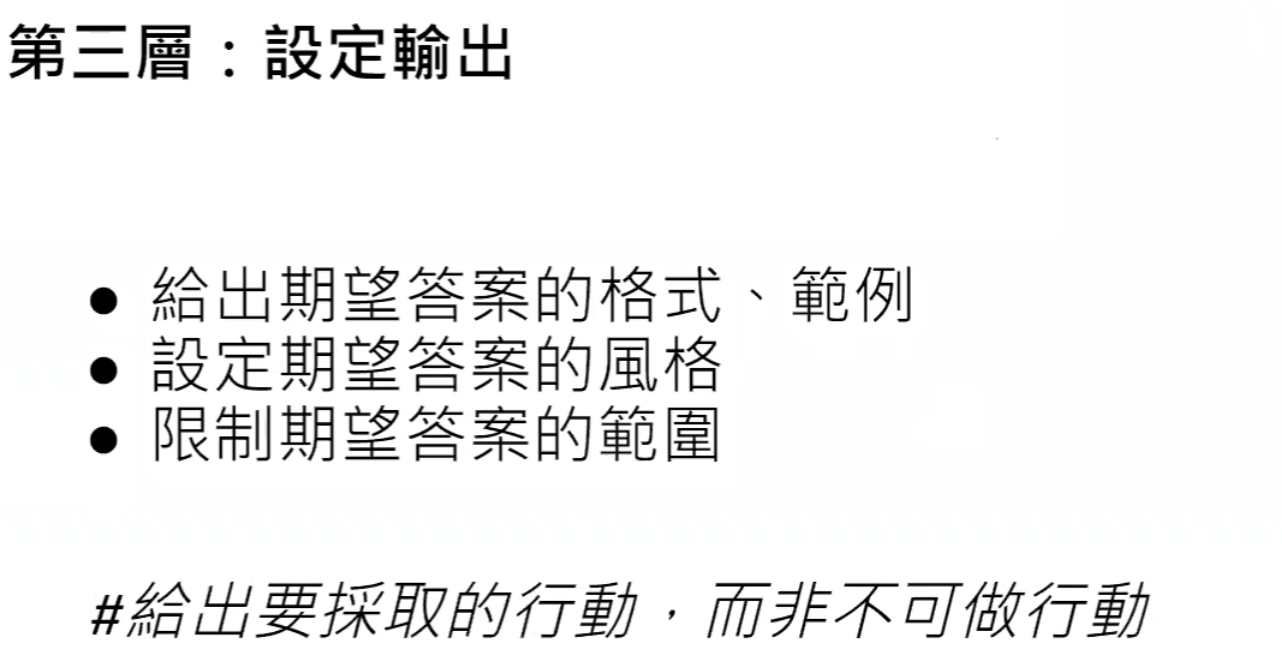 第三層：設定輸出
● 給出期望答案的格式、範例
● 設定期望答案的風格
● 限制期望答案的範圍
#給出要採取的行動，而非不可做行動